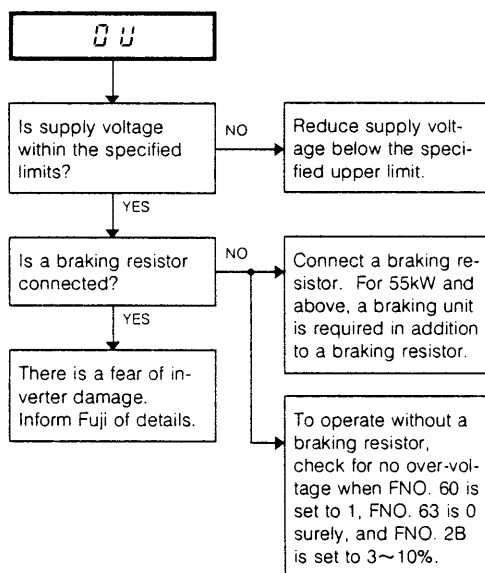 OU
Is supply voltage
within the specified
limits?
NO
Reduce supply volt-
age below the speci-
fied upper limit.
YES
Is a braking resistor
connected?
NO
Connect a braking re-
sistor. For 55kW and
above, a braking unit
is required in addition
to a braking resistor.
YES
There is a fear of in-
verter damage.
Inform Fuji of details.
To operate without a
braking resistor,
check for no over-vol-
tage when FNO. 60 is
set to 1, FNO. 63 is 0
surely, and FNO. 2B
is set to 3～10%.